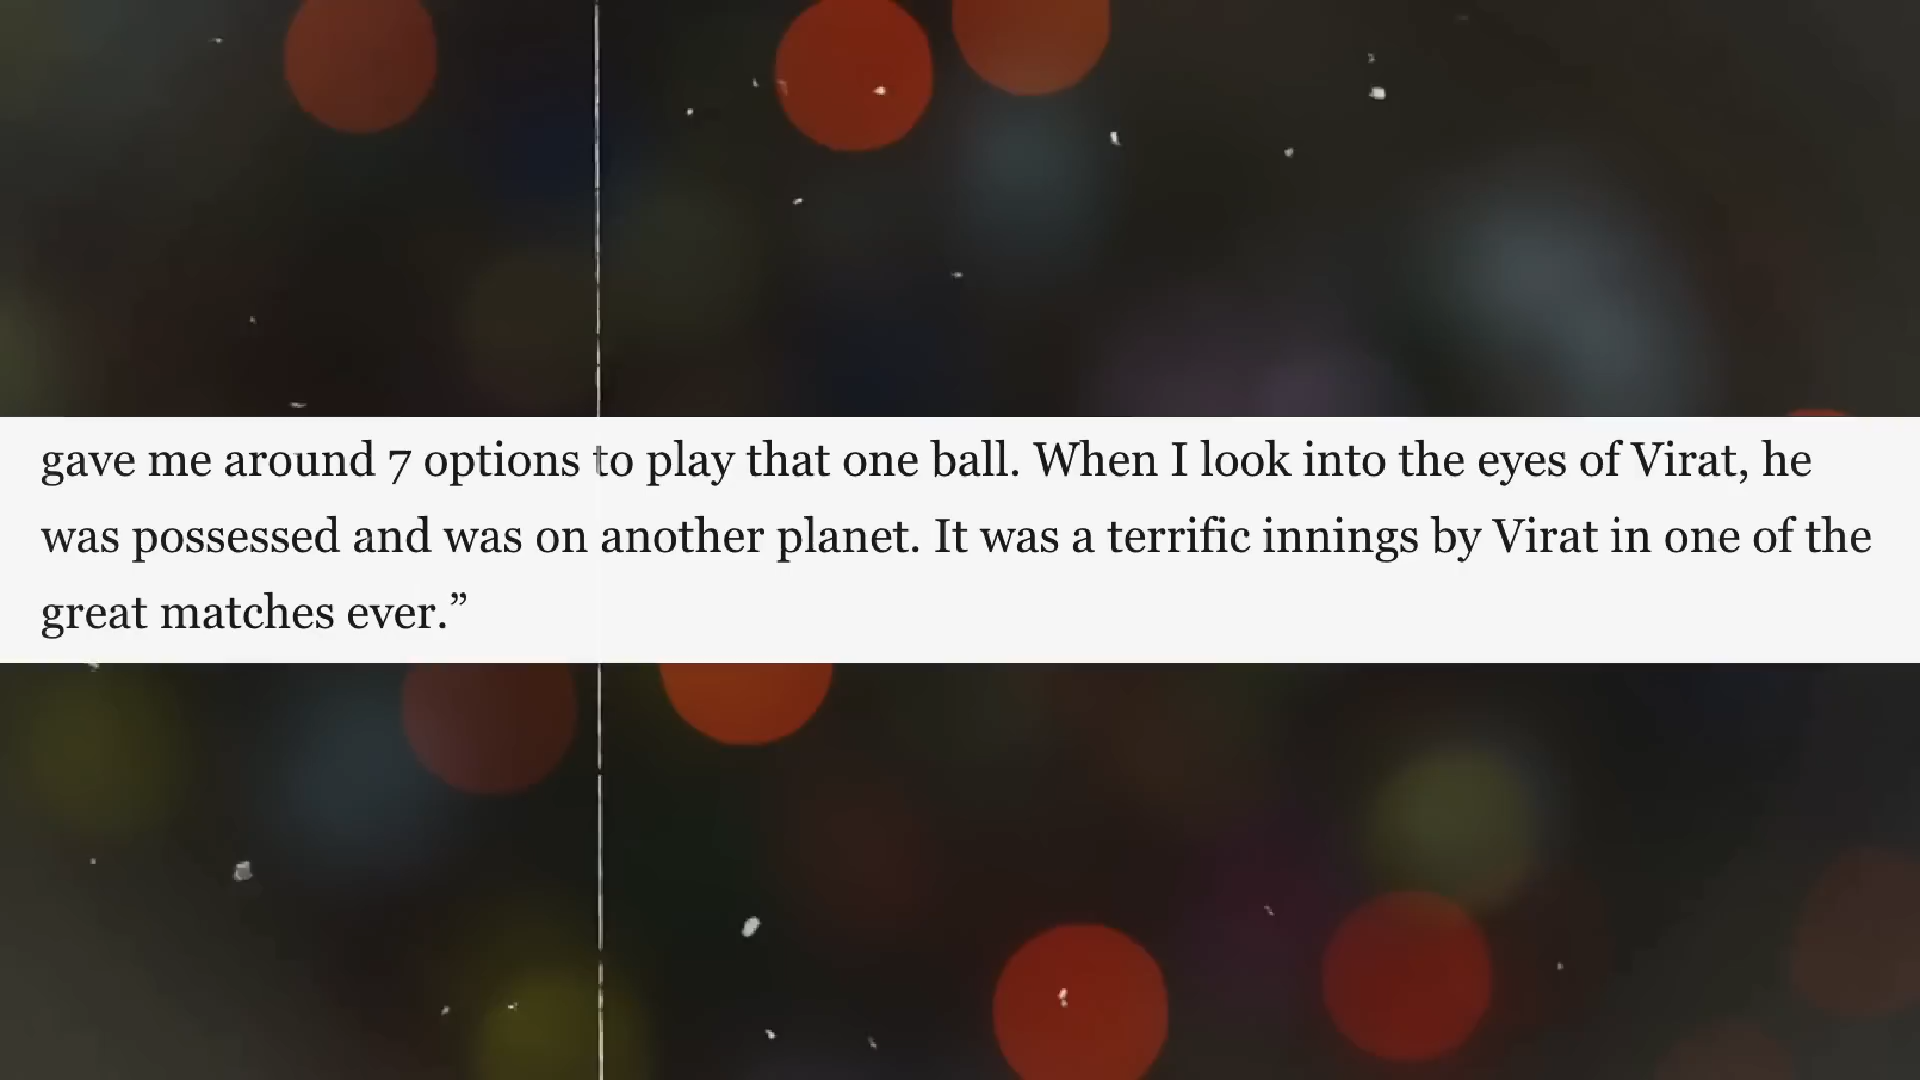 gave me around 7 options to play that one ball. When I look into the eyes of Virat, he
was possessed and was on another planet. It was a terrific innings by Virat in one of the
great matches ever.”